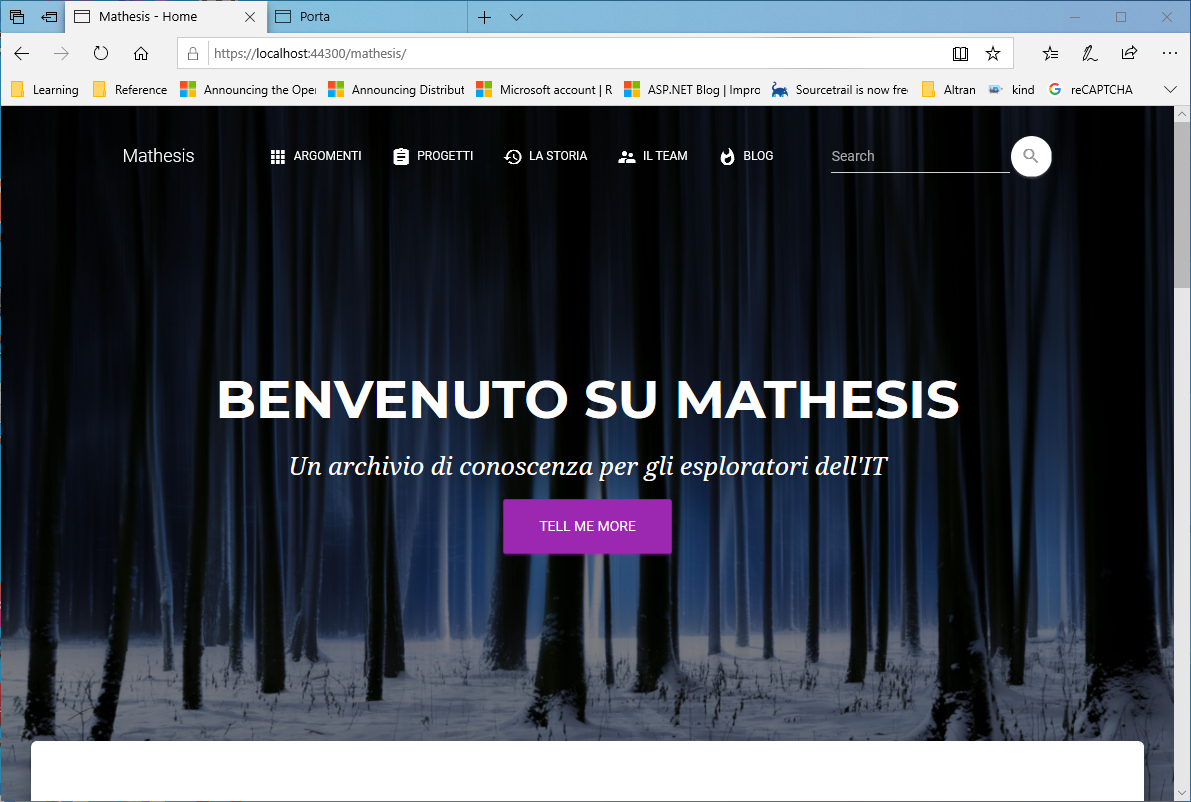 Mathesis - Home
Porta
https://localhost:44300/mathesis/
Learning Reference Announcing the Oper Announcing Distribut Microsoft account | R ASP.NET Blog | Impro Sourcetrail is now fre Altran kind reCAPTCHA
Mathesis ARGOMENTI PROGETTI LA STORIA IL TEAM BLOG Search
BENVENUTO SU MATHESIS
Un archivio di conoscenza per gli esploratori dell'IT
TELL ME MORE